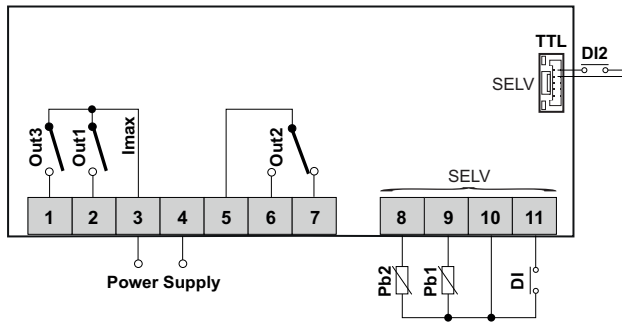 TTL
DI2
SELV
Out3
Out1
Imax
Out2
SELV
1 2 3 4 5 6 7 8 9 10 11
Power Supply
Pb2
Pb1
DI